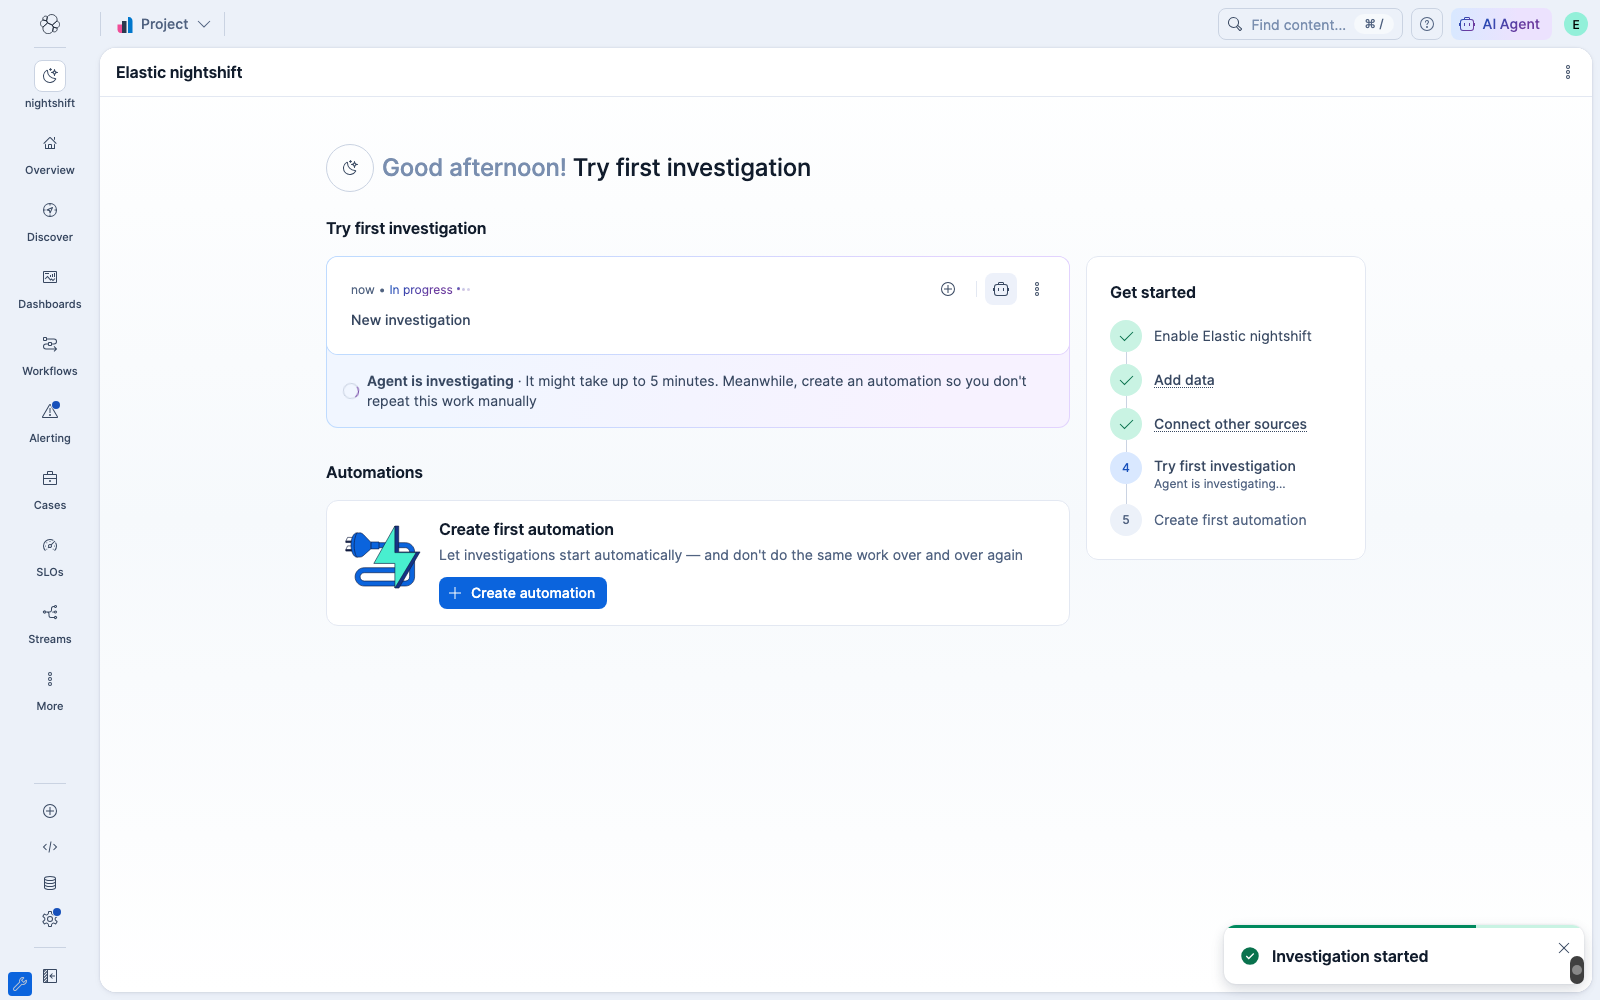 Project
Find content...
⌘ /
AI Agent
E
Elastic nightshift
nightshift
Overview
Discover
Dashboards
Workflows
Alerting
Cases
SLOs
Streams
More
Good afternoon! Try first investigation
Try first investigation
now • In progress
New investigation
Agent is investigating · It might take up to 5 minutes. Meanwhile, create an automation so you don't
repeat this work manually
Automations
Create first automation
Let investigations start automatically — and don't do the same work over and over again
Create automation
Get started
Enable Elastic nightshift
Add data
Connect other sources
4
Try first investigation
Agent is investigating...
5
Create first automation
Investigation started